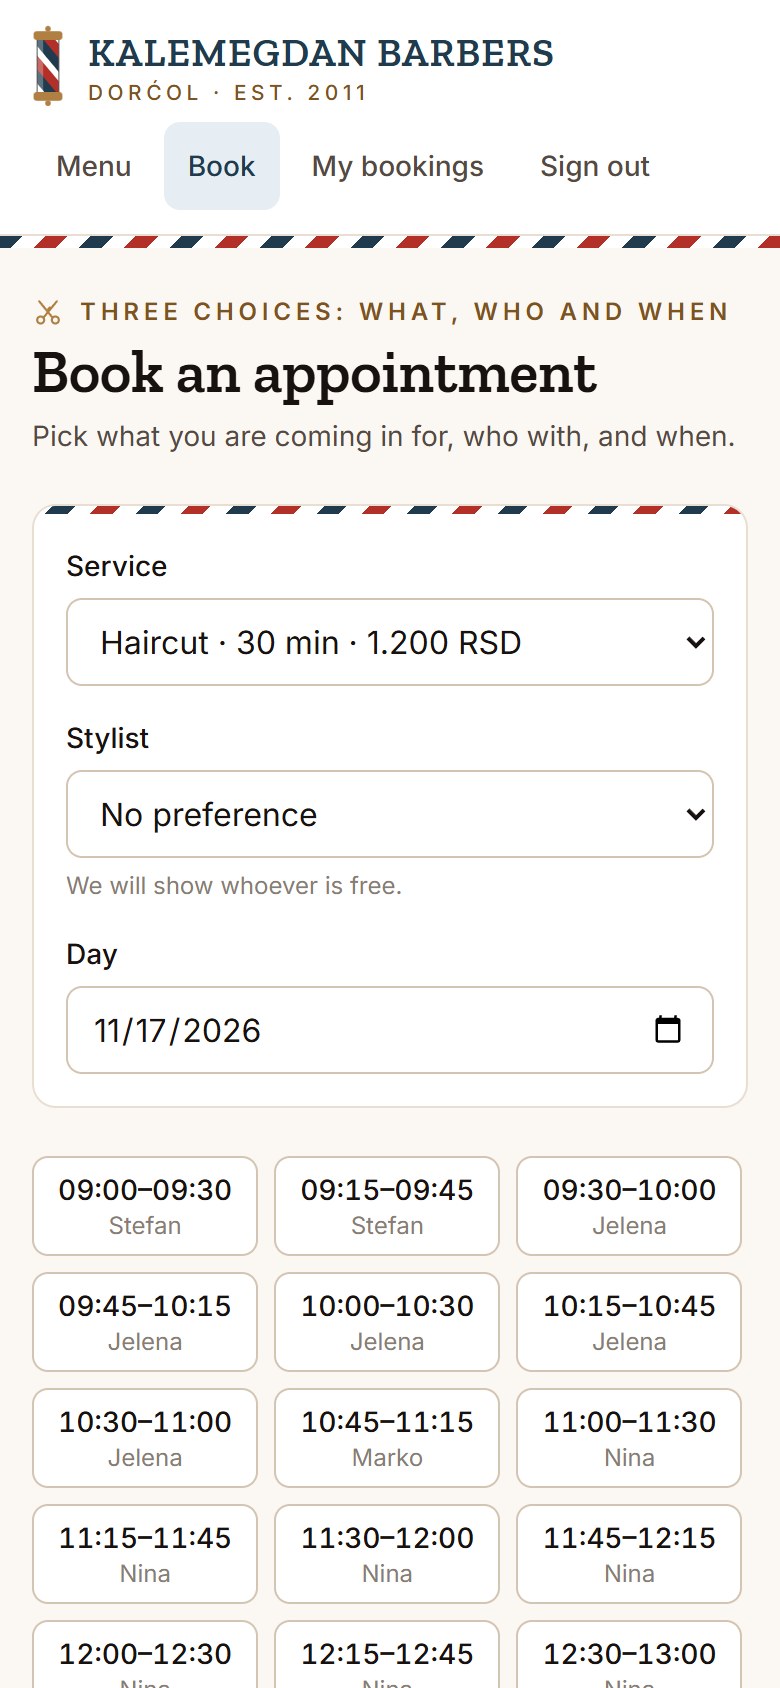 KALEMEGDAN BARBERS
DORĆOL · EST. 2011
Menu Book My bookings Sign out
THREE CHOICES: WHAT, WHO AND WHEN
Book an appointment
Pick what you are coming in for, who with, and when.
Service
Haircut · 30 min · 1.200 RSD
Stylist
No preference
We will show whoever is free.
Day
11/17/2026
09:00–09:30 09:15–09:45 09:30–10:00
Stefan Stefan Jelena
09:45–10:15 10:00–10:30 10:15–10:45
Jelena Jelena Jelena
10:30–11:00 10:45–11:15 11:00–11:30
Jelena Marko Nina
11:15–11:45 11:30–12:00 11:45–12:15
Nina Nina Nina
12:00–12:30 12:15–12:45 12:30–13:00
Nina Nina Nina